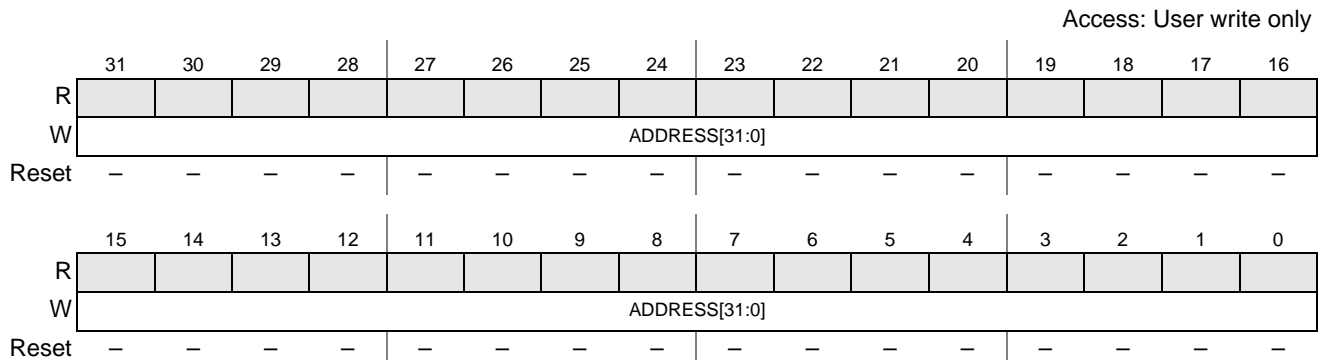 Access: User write only
31 30 29 28 27 26 25 24 23 22 21 20 19 18 17 16
R
W ADDRESS[31:0]
Reset – – – – – – – – – – – – – – – –
15 14 13 12 11 10 9 8 7 6 5 4 3 2 1 0
R
W ADDRESS[31:0]
Reset – – – – – – – – – – – – – – – –